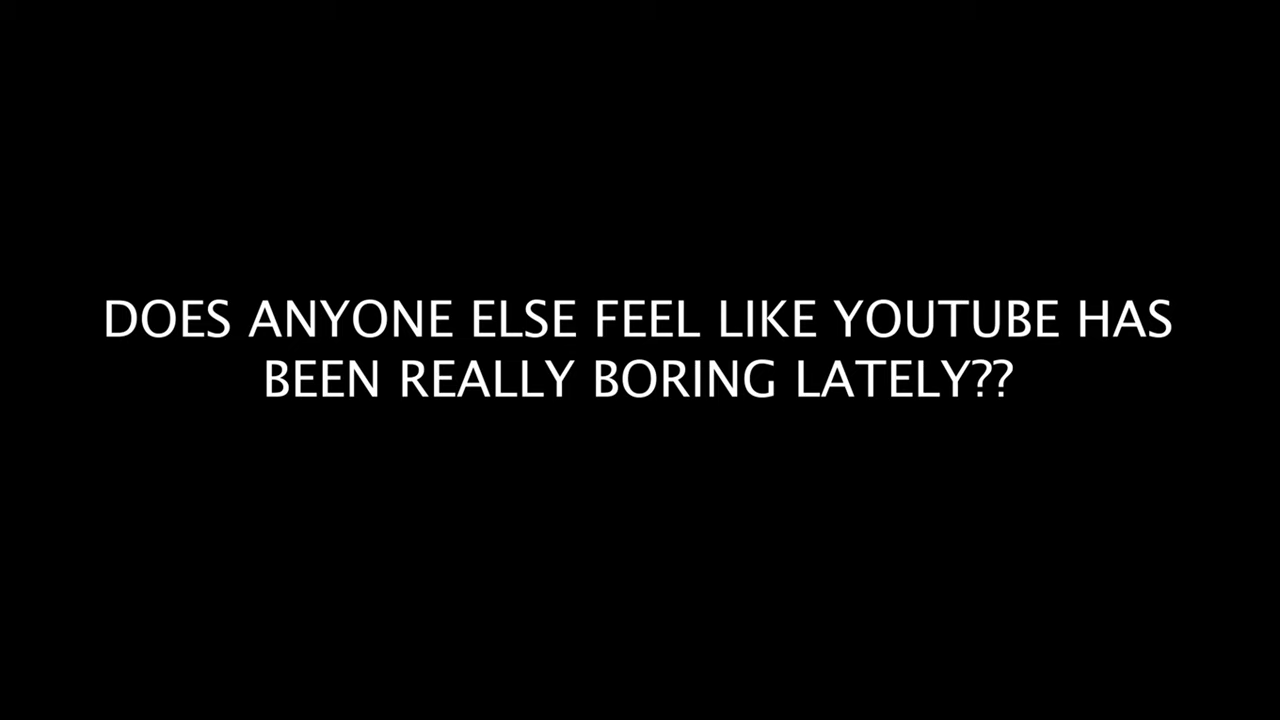 DOES ANYONE ELSE FEEL LIKE YOUTUBE HAS
BEEN REALLY BORING LATELY??